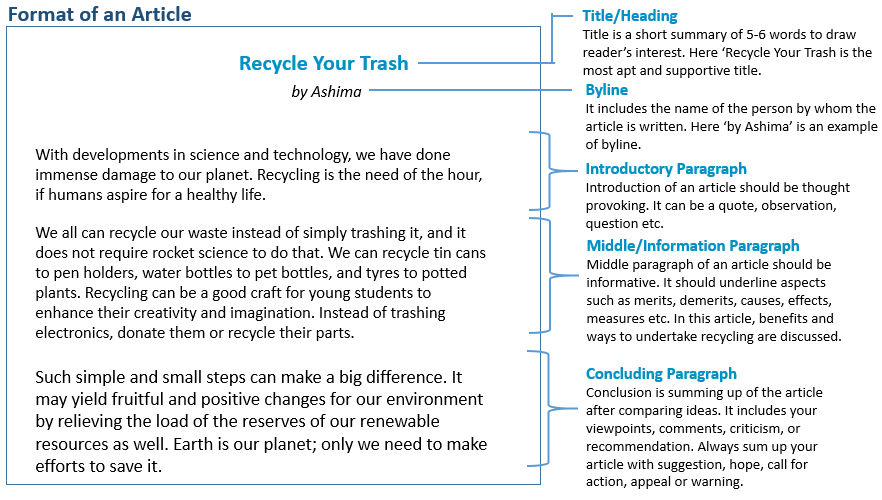 Format of an Article
Recycle Your Trash
by Ashima
With developments in science and technology, we have done
immense damage to our planet. Recycling is the need of the hour,
if humans aspire for a healthy life.
We all can recycle our waste instead of simply trashing it, and it
does not require rocket science to do that. We can recycle tin cans
to pen holders, water bottles to pet bottles, and tyres to potted
plants. Recycling can be a good craft for young students to
enhance their creativity and imagination. Instead of trashing
electronics, donate them or recycle their parts.
Such simple and small steps can make a big difference. It
may yield fruitful and positive changes for our environment
by relieving the load of the reserves of our renewable
resources as well. Earth is our planet; only we need to make
efforts to save it.
Title/Heading
Title is a short summary of 5-6 words to draw
reader’s interest. Here ‘Recycle Your Trash is the
most apt and supportive title.
Byline
It includes the name of the person by whom the
article is written. Here ‘by Ashima’ is an example
of byline.
Introductory Paragraph
Introduction of an article should be thought
provoking. It can be a quote, observation,
question etc.
Middle/Information Paragraph
Middle paragraph of an article should be
informative. It should underline aspects
such as merits, demerits, causes, effects,
measures etc. In this article, benefits and
ways to undertake recycling are discussed.
Concluding Paragraph
Conclusion is summing up of the article
after comparing ideas. It includes your
viewpoints, comments, criticism, or
recommendation. Always sum up your
article with suggestion, hope, call for
action, appeal or warning.